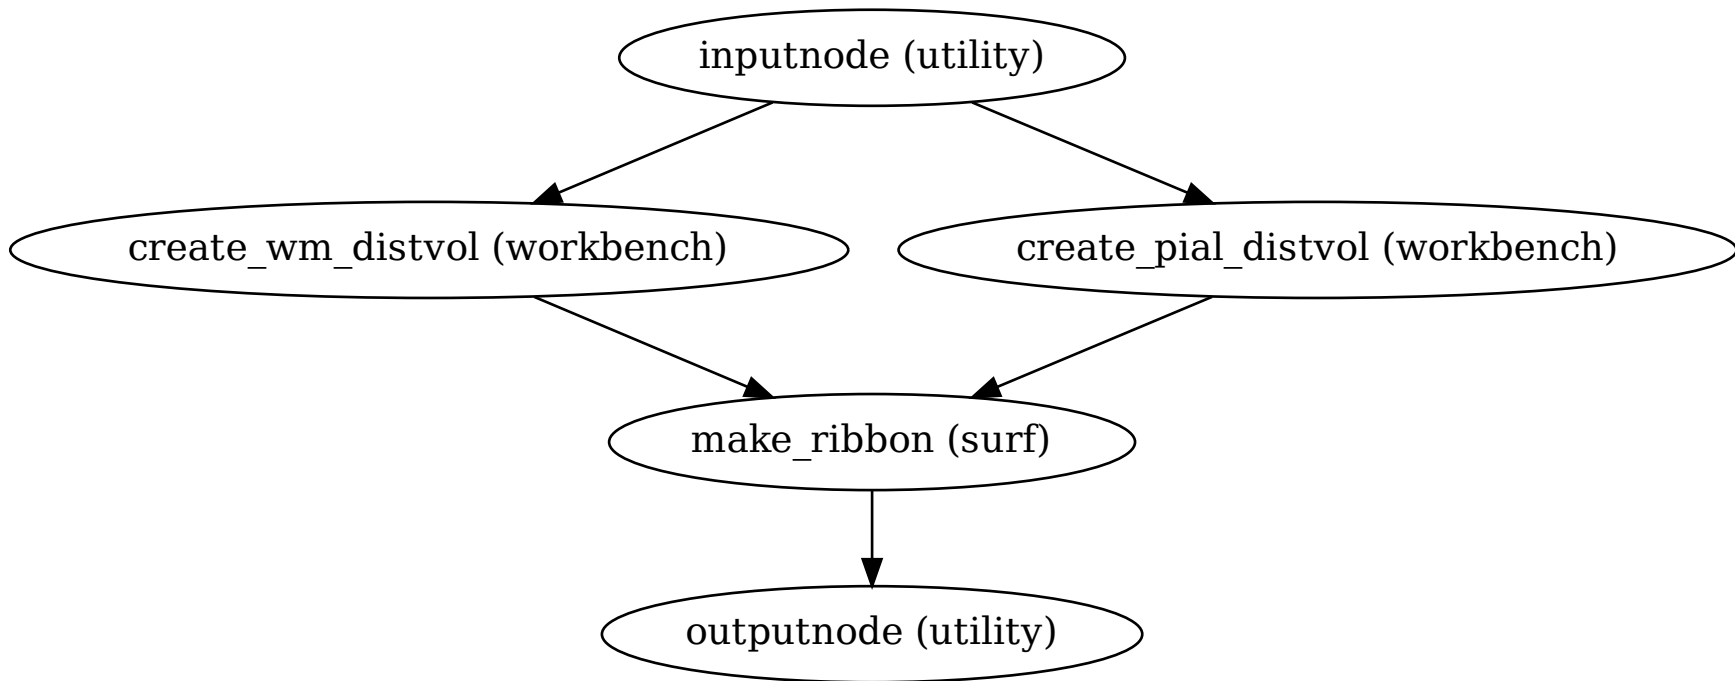 inputnode (utility)
create_wm_distvol (workbench)
create_pial_distvol (workbench)
make_ribbon (surf)
outputnode (utility)